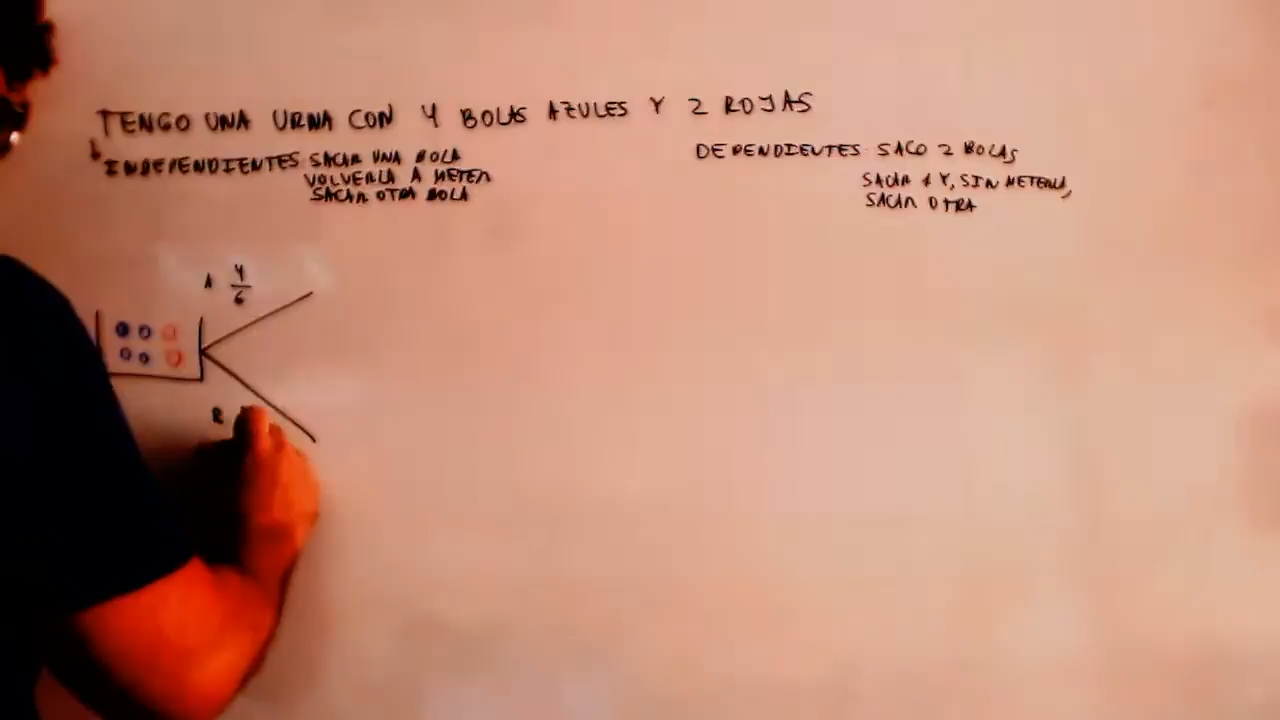 TENGO UNA URNA CON 4 BOLAS AZULES Y 2 ROJAS
INDEPENDIENTES SACAR UNA BOLA
VOLVERLA A METER
SACAR OTRA BOLA
DEPENDIENTES SACO 2 BOLAS
SACAR 1 Y, SIN METERLA,
SACAR OTRA
A 4/6
R